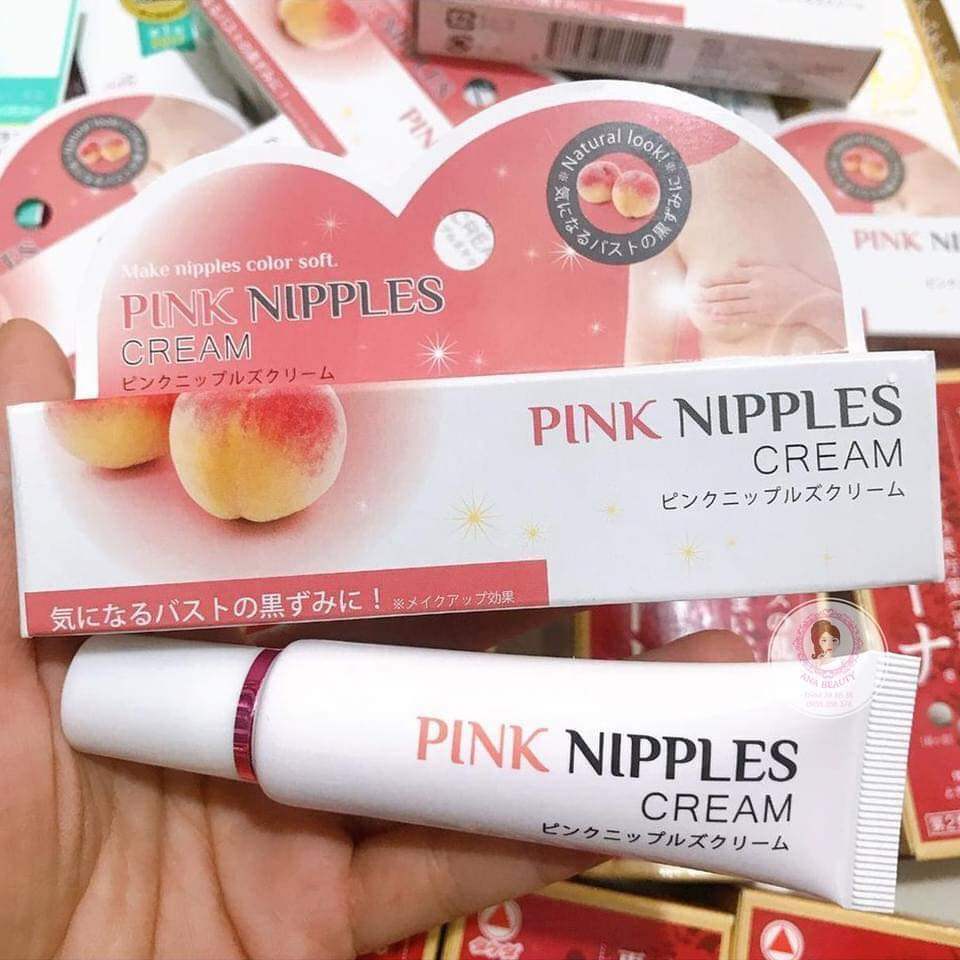 Natural look!
※気になるバストの黒ずみに※
Make nipples color soft.
PINK NIPPLES
CREAM
ピンクニップルズクリーム
PINK NIPPLES
CREAM
ピンクニップルズクリーム
気になるバストの黒ずみに！ ※メイクアップ効果
ANA BEAUTY
PINK NIPPLES
CREAM
ピンクニップルズクリーム
PINK NI